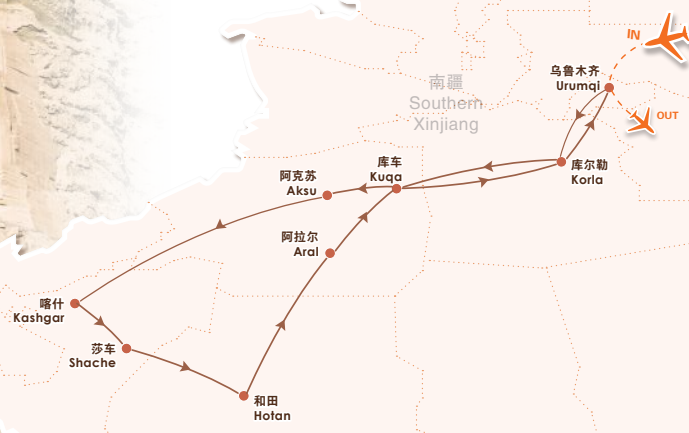 IN
乌鲁木齐
Urumqi
OUT
南疆
Southern
Xinjiang
库车
Kuqa
库尔勒
Korla
阿克苏
Aksu
阿拉尔
Aral
喀什
Kashgar
莎车
Shache
和田
Hotan